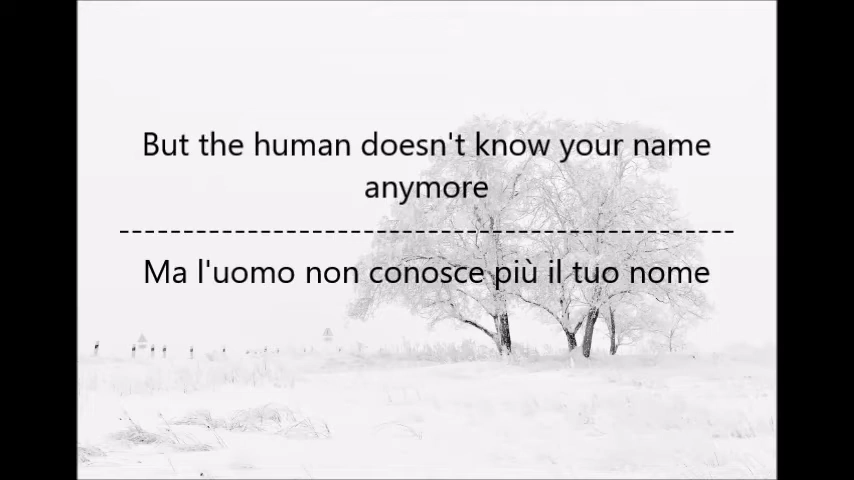 But the human doesn't know your name
anymore
------------------------------------------------
Ma l'uomo non conosce più il tuo nome